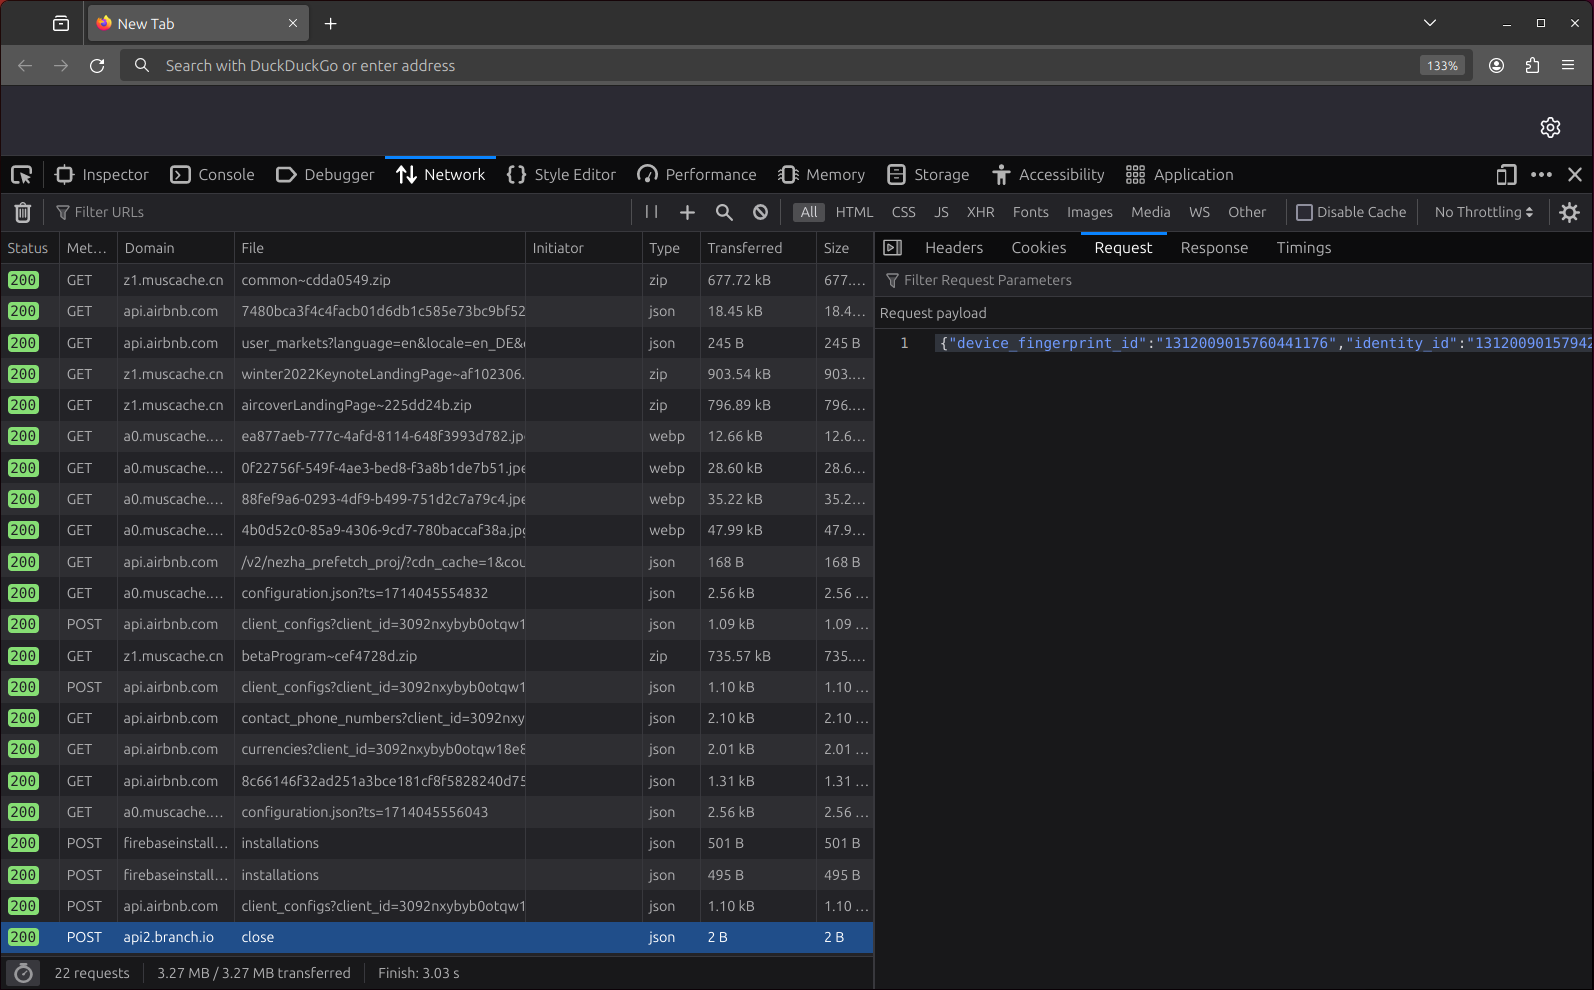 New Tab
Search with DuckDuckGo or enter address 133%
Inspector Console Debugger Network Style Editor Performance Memory Storage Accessibility Application
Filter URLs All HTML CSS JS XHR Fonts Images Media WS Other Disable Cache No Throttling
Status Met... Domain File Initiator Type Transferred Size
200 GET z1.muscache.cn common~cdda0549.zip zip 677.72 kB 677....
200 GET api.airbnb.com 7480bca3f4c4facb01d6db1c585e73bc9bf52 json 18.45 kB 18.4...
200 GET api.airbnb.com user_markets?language=en&locale=en_DE& json 245 B 245 B
200 GET z1.muscache.cn winter2022KeynoteLandingPage~af102306. zip 903.54 kB 903....
200 GET z1.muscache.cn aircoverLandingPage~225dd24b.zip zip 796.89 kB 796....
200 GET a0.muscache.... ea877aeb-777c-4afd-8114-648f3993d782.jp webp 12.66 kB 12.6...
200 GET a0.muscache.... 0f22756f-549f-4ae3-bed8-f3a8b1de7b51.jpe webp 28.60 kB 28.6...
200 GET a0.muscache.... 88fef9a6-0293-4df9-b499-751d2c7a79c4.jpe webp 35.22 kB 35.2...
200 GET a0.muscache.... 4b0d52c0-85a9-4306-9cd7-780baccaf38a.jpg webp 47.99 kB 47.9...
200 GET api.airbnb.com /v2/nezha_prefetch_proj/?cdn_cache=1&cou json 168 B 168 B
200 GET a0.muscache.... configuration.json?ts=1714045554832 json 2.56 kB 2.56 ...
200 POST api.airbnb.com client_configs?client_id=3092nxybyb0otqw1 json 1.09 kB 1.09 ...
200 GET z1.muscache.cn betaProgram~cef4728d.zip zip 735.57 kB 735....
200 POST api.airbnb.com client_configs?client_id=3092nxybyb0otqw1 json 1.10 kB 1.10 ...
200 GET api.airbnb.com contact_phone_numbers?client_id=3092nxy json 2.10 kB 2.10 ...
200 GET api.airbnb.com currencies?client_id=3092nxybyb0otqw18e8 json 2.01 kB 2.01 ...
200 GET api.airbnb.com 8c66146f32ad251a3bce181cf8f5828240d75 json 1.31 kB 1.31 ...
200 GET a0.muscache.... configuration.json?ts=1714045556043 json 2.56 kB 2.56 ...
200 POST firebaseinstall... installations json 501 B 501 B
200 POST firebaseinstall... installations json 495 B 495 B
200 POST api.airbnb.com client_configs?client_id=3092nxybyb0otqw1 json 1.10 kB 1.10 ...
200 POST api2.branch.io close json 2 B 2 B
22 requests 3.27 MB / 3.27 MB transferred Finish: 3.03 s
Headers Cookies Request Response Timings
Filter Request Parameters
Request payload
1 {"device_fingerprint_id":"1312009015760441176","identity_id":"13120090157942